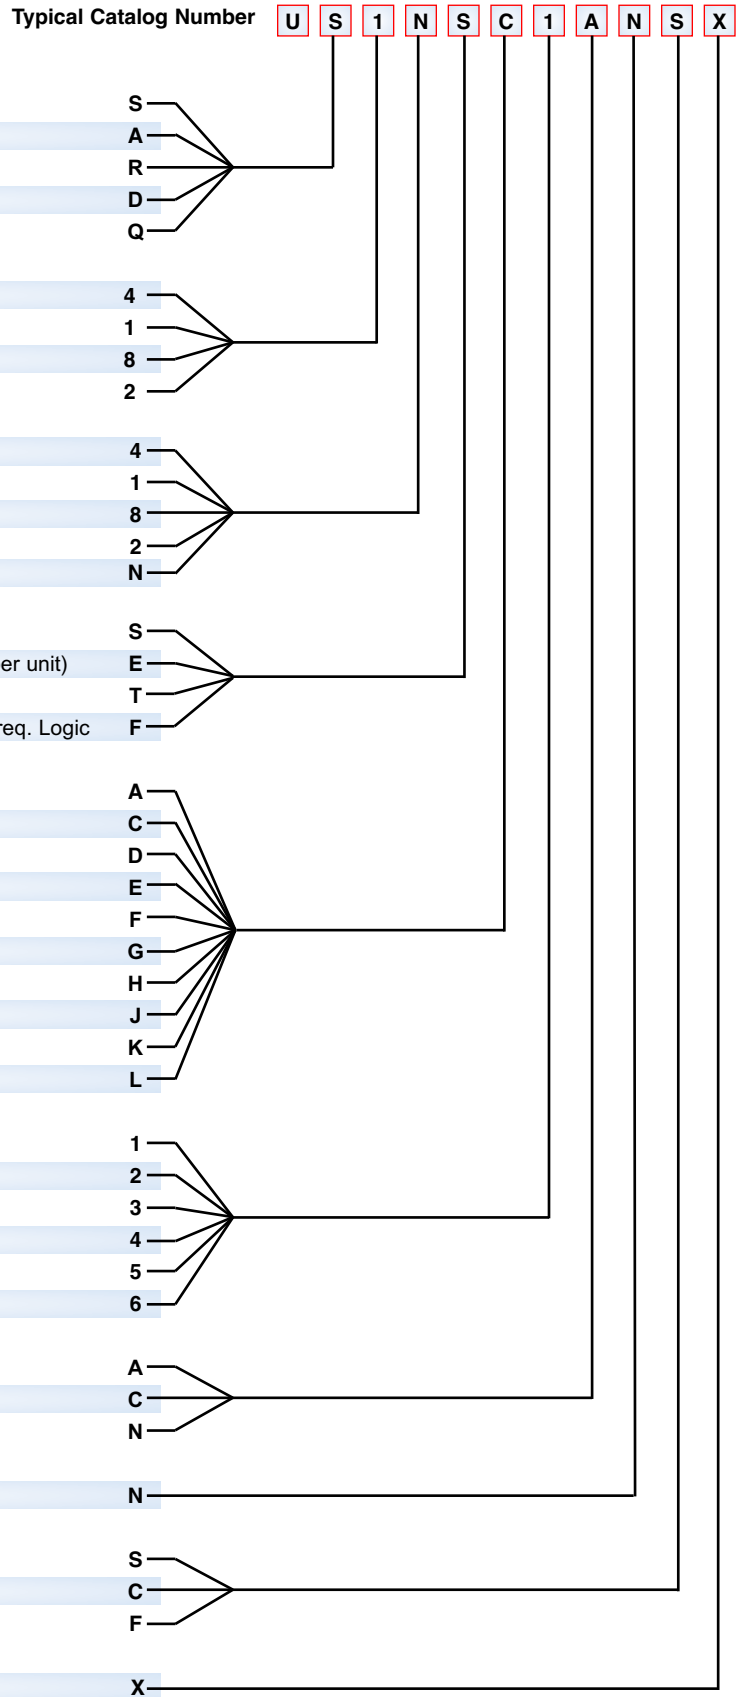 Typical Catalog Number U S 1 N S C 1 A N S X
S
A
R
D
Q
4
1
8
2
4
1
8
2
N
S
er unit) E
T
req. Logic F
A
C
D
E
F
G
H
J
K
L
1
2
3
4
5
6
A
C
N
N
S
C
F
X